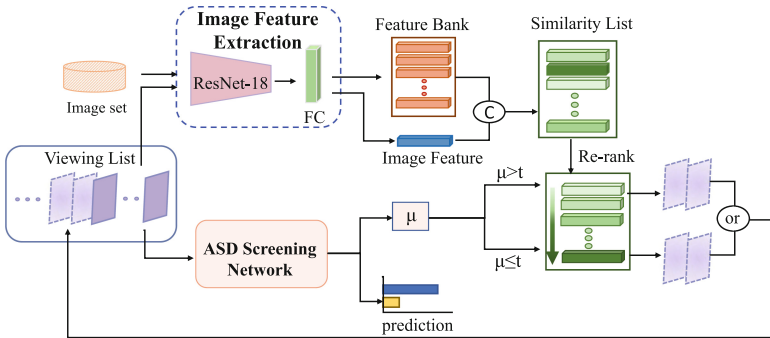 Image Feature
Extraction
ResNet-18
FC
Image set
Feature Bank
Image Feature
C
Similarity List
Re-rank
Viewing List
ASD Screening
Network
μ
μ>t
μ≤t
prediction
or